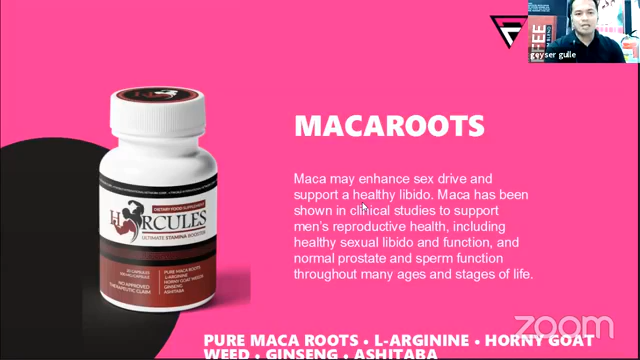 geyser gulle
MACAROOTS
Maca may enhance sex drive and
support a healthy libido. Maca has been
shown in clinical studies to support
men's reproductive health, including
healthy sexual libido and function, and
normal prostate and sperm function
throughout many ages and stages of life.
DIETARY FOOD SUPPLEMENT
HORCULES
ULTIMATE STAMINA BOOSTER
PURE MACA ROOTS
L-ARGININE
HORNY GOAT WEED
GINSENG
ASHITABA
NO APPROVED
THERAPEUTIC CLAIM
zoom
PURE MACA ROOTS • L-ARGININE • HORNY GOAT
WEED • GINSENG • ASHITABA